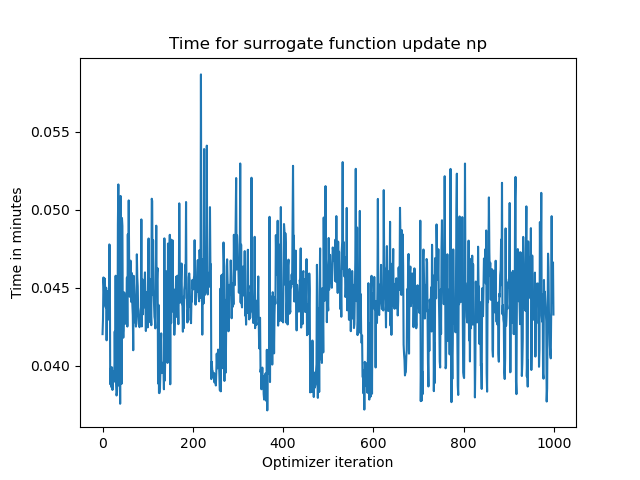 Time for surrogate function update np
0.055
0.050
0.045
0.040
Time in minutes
0 200 400 600 800 1000
Optimizer iteration